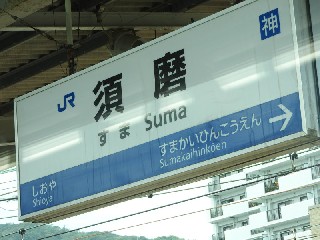 神
JR 須磨
すま Suma
しおや
Shioya
すまかいひんこうえん
Sumakaihinkōen